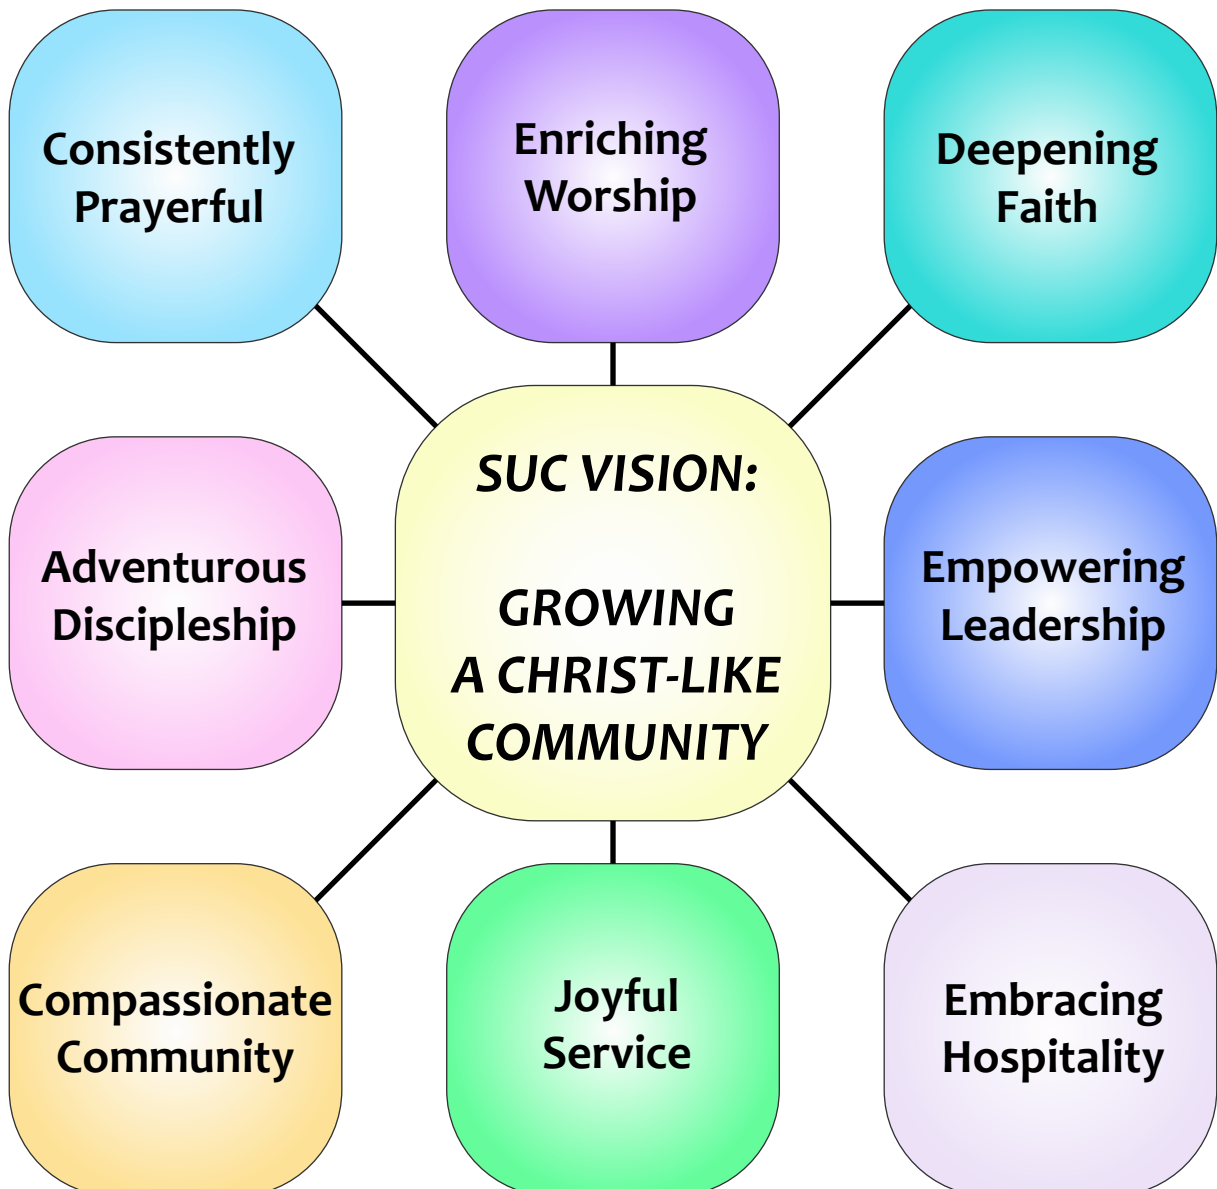 Consistently
Prayerful
Enriching
Worship
Deepening
Faith
Adventurous
Discipleship
SUC VISION:
GROWING
A CHRIST-LIKE
COMMUNITY
Empowering
Leadership
Compassionate
Community
Joyful
Service
Embracing
Hospitality